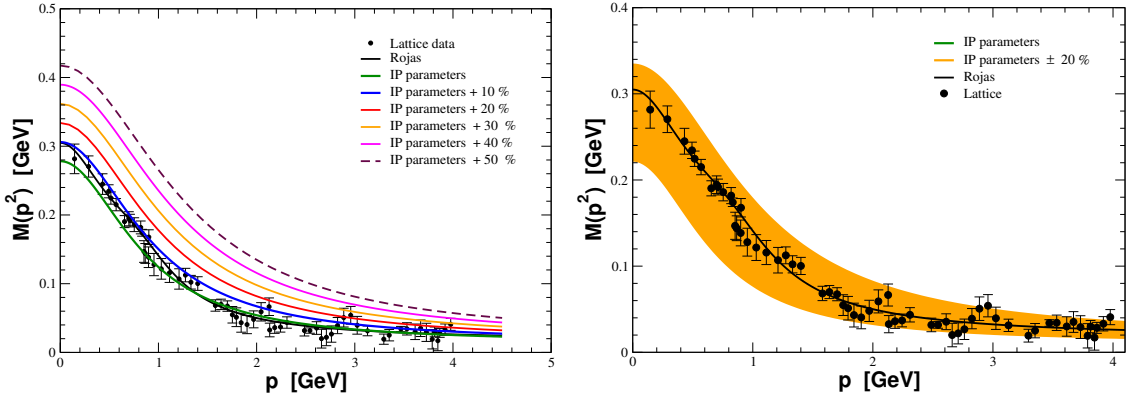 0.5
0.4
0.3
0.2
0.1
0
M(p²) [GeV]
0 1 2 3 4 5
p [GeV]
Lattice data
Rojas
IP parameters
IP parameters + 10 %
IP parameters + 20 %
IP parameters + 30 %
IP parameters + 40 %
IP parameters + 50 %
0.4
0.3
0.2
0.1
0
M(p²) [GeV]
0 1 2 3 4
p [GeV]
IP parameters
IP parameters ± 20 %
Rojas
Lattice